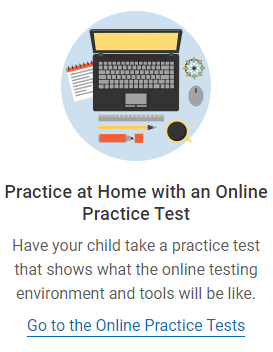 Practice at Home with an Online
Practice Test
Have your child take a practice test
that shows what the online testing
environment and tools will be like.
Go to the Online Practice Tests